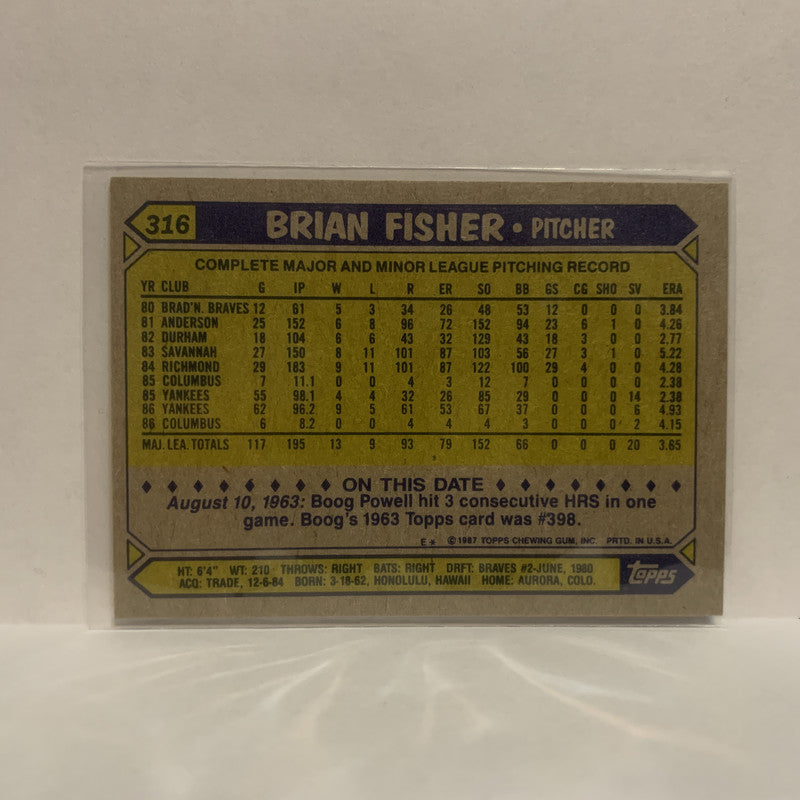 316 BRIAN FISHER • PITCHER
COMPLETE MAJOR AND MINOR LEAGUE PITCHING RECORD
YR CLUB G IP W L R ER SO BB GS CG SHO SV ERA
80 BRAD'N. BRAVES 12 61 5 3 34 26 48 53 12 0 0 0 3.84
81 ANDERSON 25 152 6 8 96 72 152 94 23 6 1 0 4.26
82 DURHAM 18 104 6 6 43 32 129 43 18 3 0 0 2.77
83 SAVANNAH 27 150 8 11 101 87 103 56 27 3 1 0 5.22
84 RICHMOND 29 183 9 11 101 87 122 100 29 4 0 0 4.28
85 COLUMBUS 7 11.1 0 0 4 3 12 7 0 0 0 0 2.38
85 YANKEES 55 98.1 4 4 32 26 85 29 0 0 0 14 2.38
86 YANKEES 62 96.2 9 5 61 53 67 37 0 0 0 6 4.93
86 COLUMBUS 6 8.2 0 0 4 4 4 3 0 0 0 2 4.15
MAJ. LEA. TOTALS 117 195 13 9 93 79 152 66 0 0 0 20 3.65
ON THIS DATE
August 10, 1963: Boog Powell hit 3 consecutive HRS in one
game. Boog's 1963 Topps card was #398.
E* ©1987 TOPPS CHEWING GUM, INC. PRTD. IN U.S.A.
HT: 6'4" WT: 210 THROWS: RIGHT BATS: RIGHT DRFT: BRAVES #2-JUNE, 1980
ACQ: TRADE, 12-6-84 BORN: 3-18-62, HONOLULU, HAWAII HOME: AURORA, COLO.
Topps